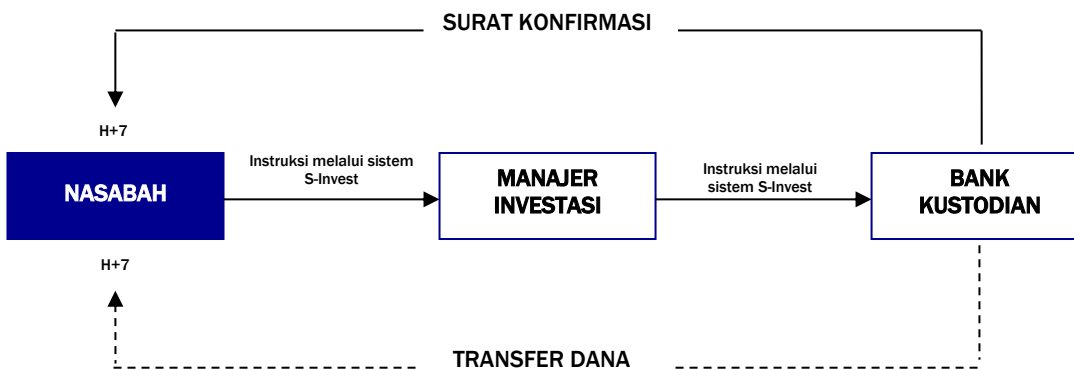 SURAT KONFIRMASI
H+7
NASABAH
Instruksi melalui sistem
S-Invest
MANAJER
INVESTASI
Instruksi melalui
sistem S-Invest
BANK
KUSTODIAN
H+7
TRANSFER DANA